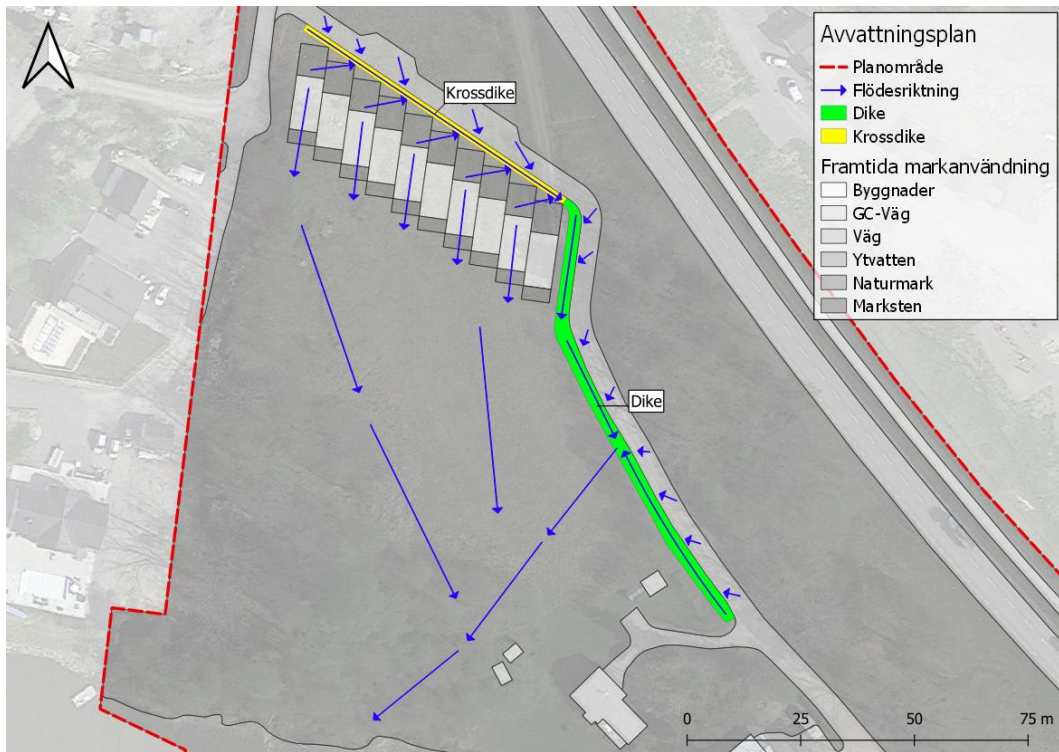 Avvattningsplan
Planområde
Flödesriktning
Dike
Krossdike
Framtida markanvändning
Byggnader
GC-Väg
Väg
Ytvatten
Naturmark
Marksten
Krossdike
Dike
0 25 50 75 m